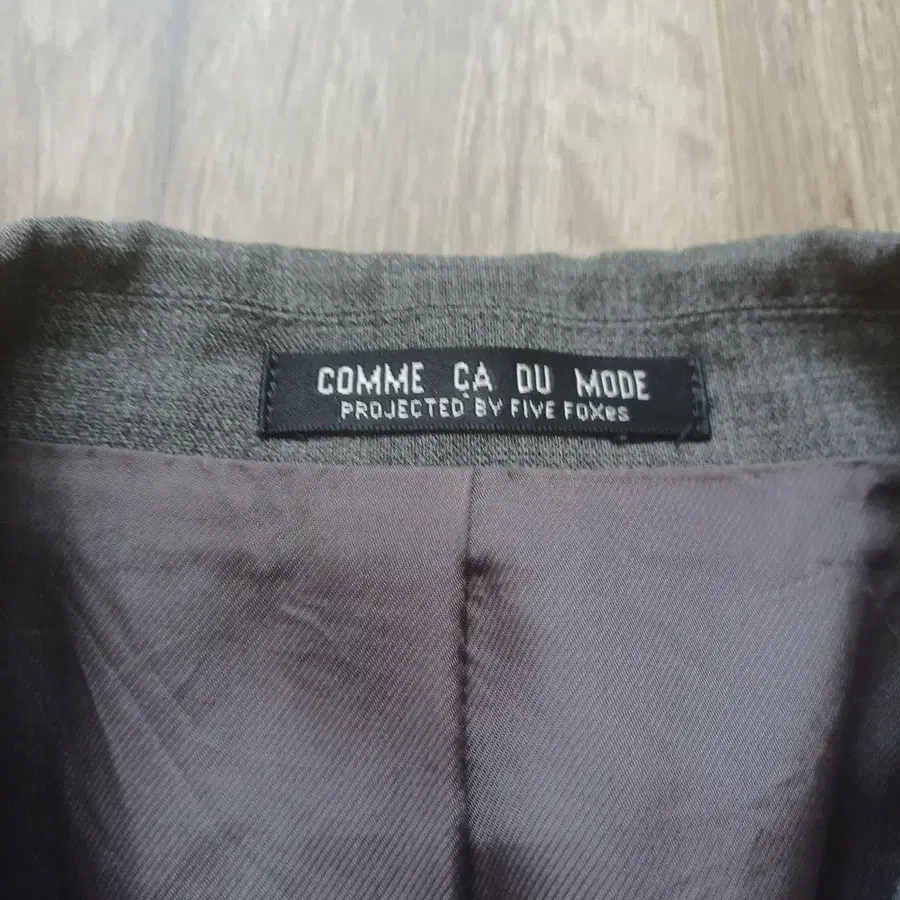 COMME ÇA DU MODE
PROJECTED BY FIVE FOXes